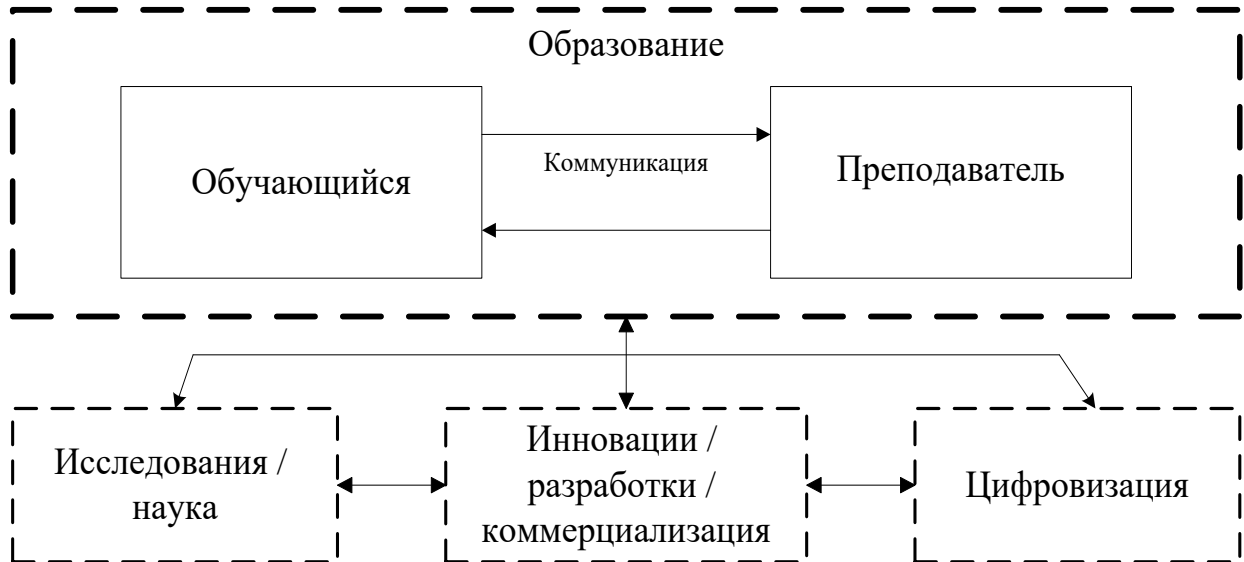 Образование
Обучающийся
Коммуникация
Преподаватель
Исследования /
наука
Инновации /
разработки /
коммерциализация
Цифровизация